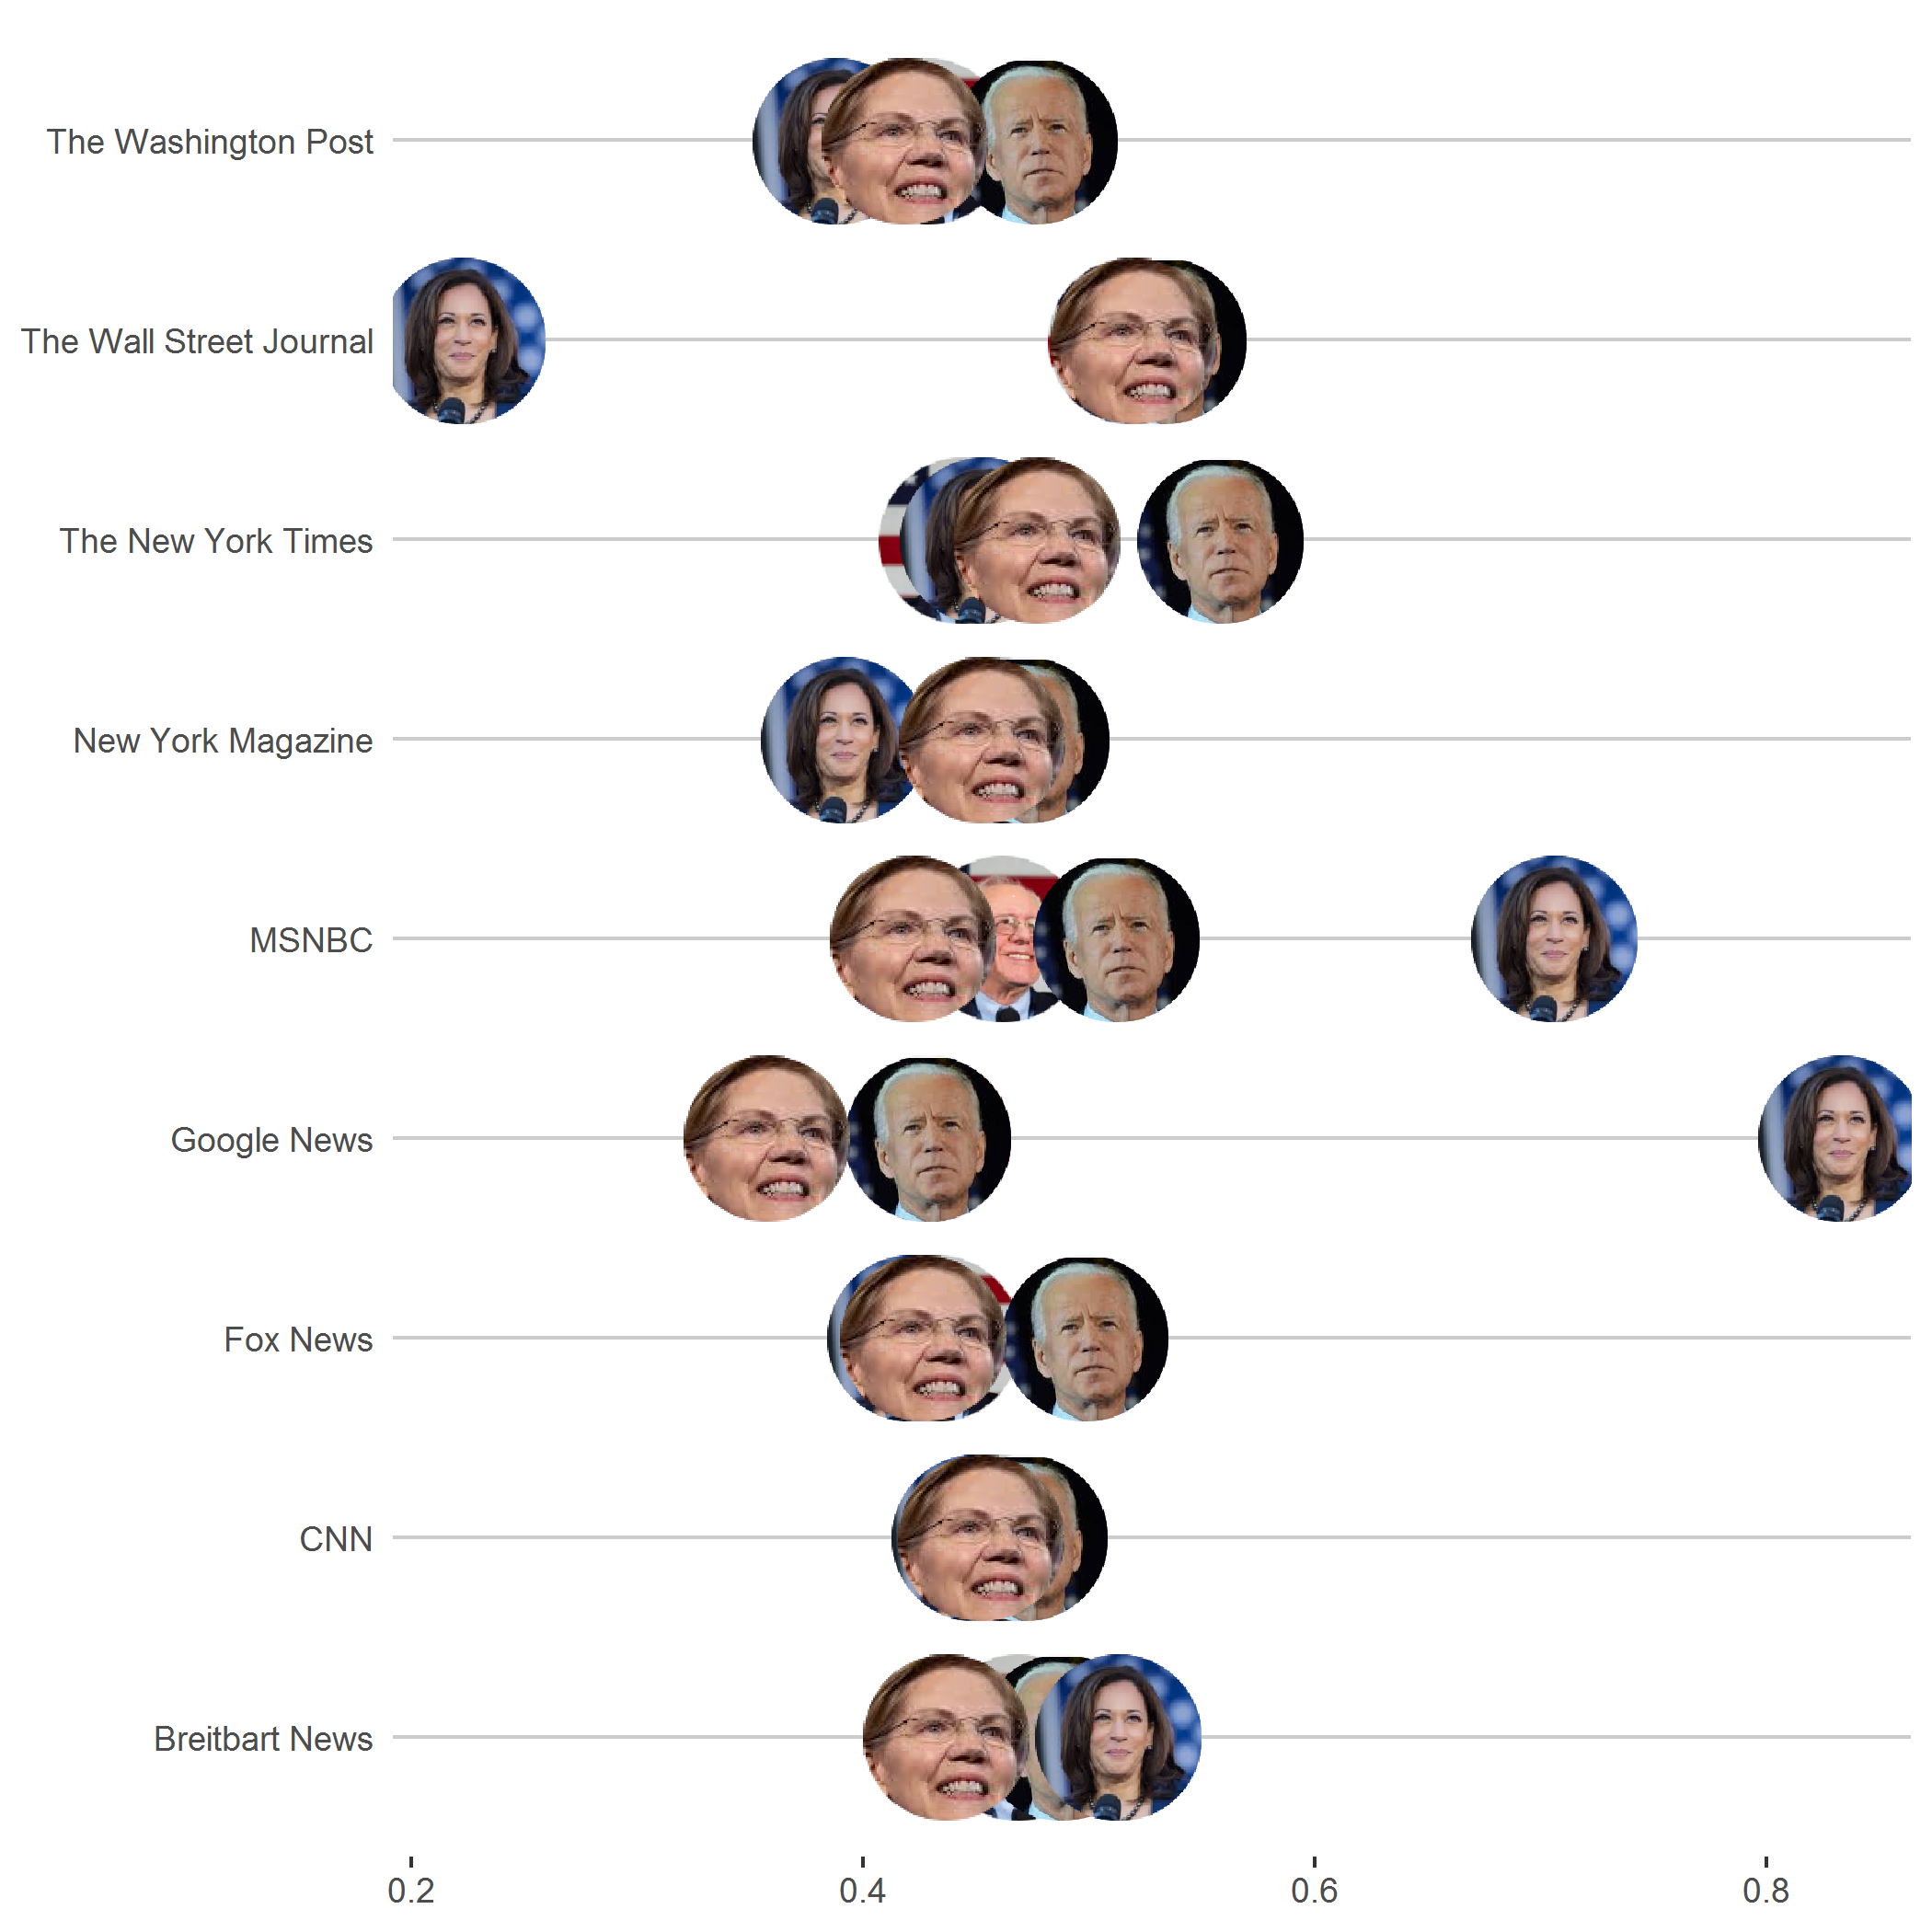 The Washington Post
The Wall Street Journal
The New York Times
New York Magazine
MSNBC
Google News
Fox News
CNN
Breitbart News
0.2 0.4 0.6 0.8